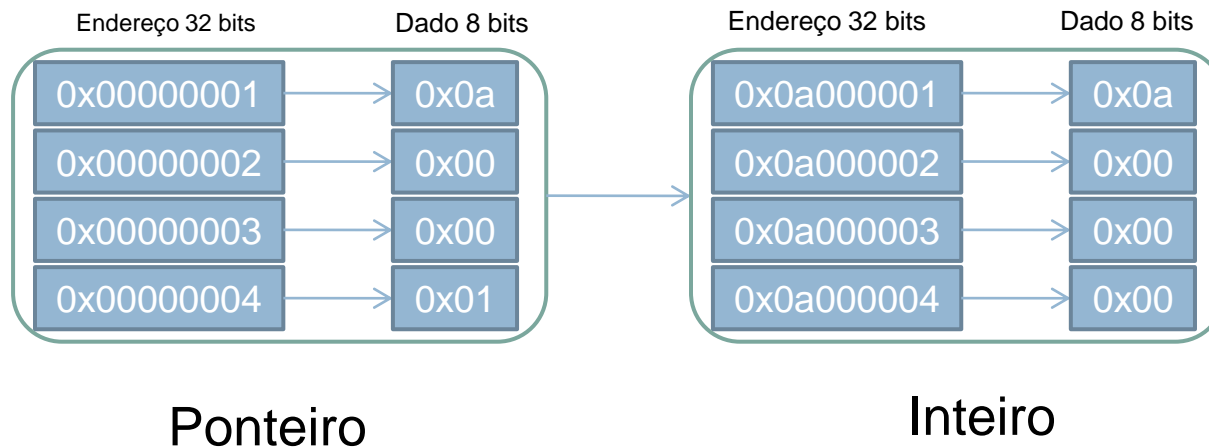 Endereço 32 bits Dado 8 bits Endereço 32 bits Dado 8 bits
0x00000001 0x0a 0x0a000001 0x0a
0x00000002 0x00 0x0a000002 0x00
0x00000003 0x00 0x0a000003 0x00
0x00000004 0x01 0x0a000004 0x00
Ponteiro Inteiro